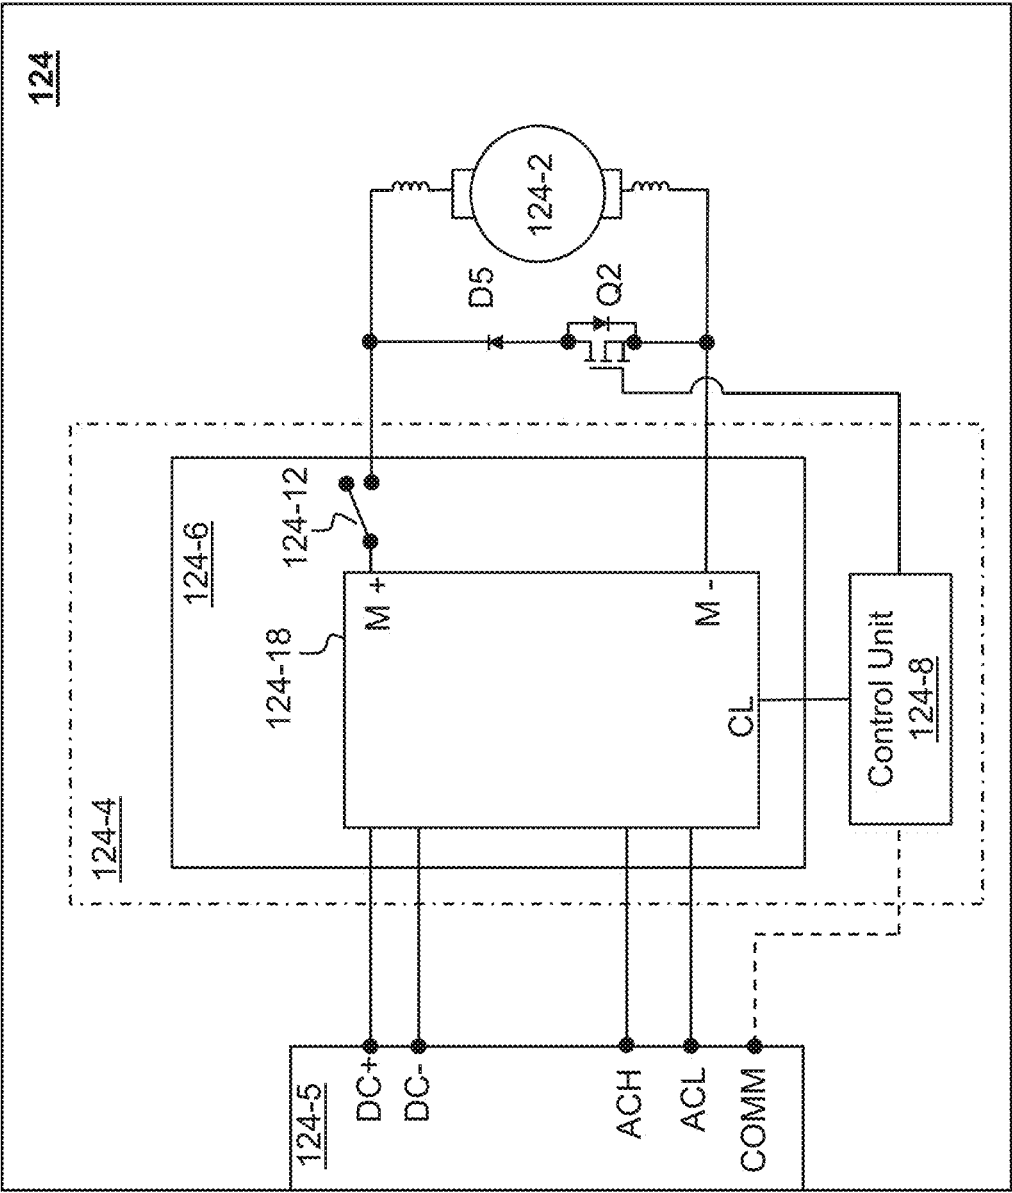 124
124-2
D5
Q2
124-12
124-6
M +
M -
124-18
CL
Control Unit
124-8
124-4
DC+
DC-
ACH
ACL
COMM
124-5